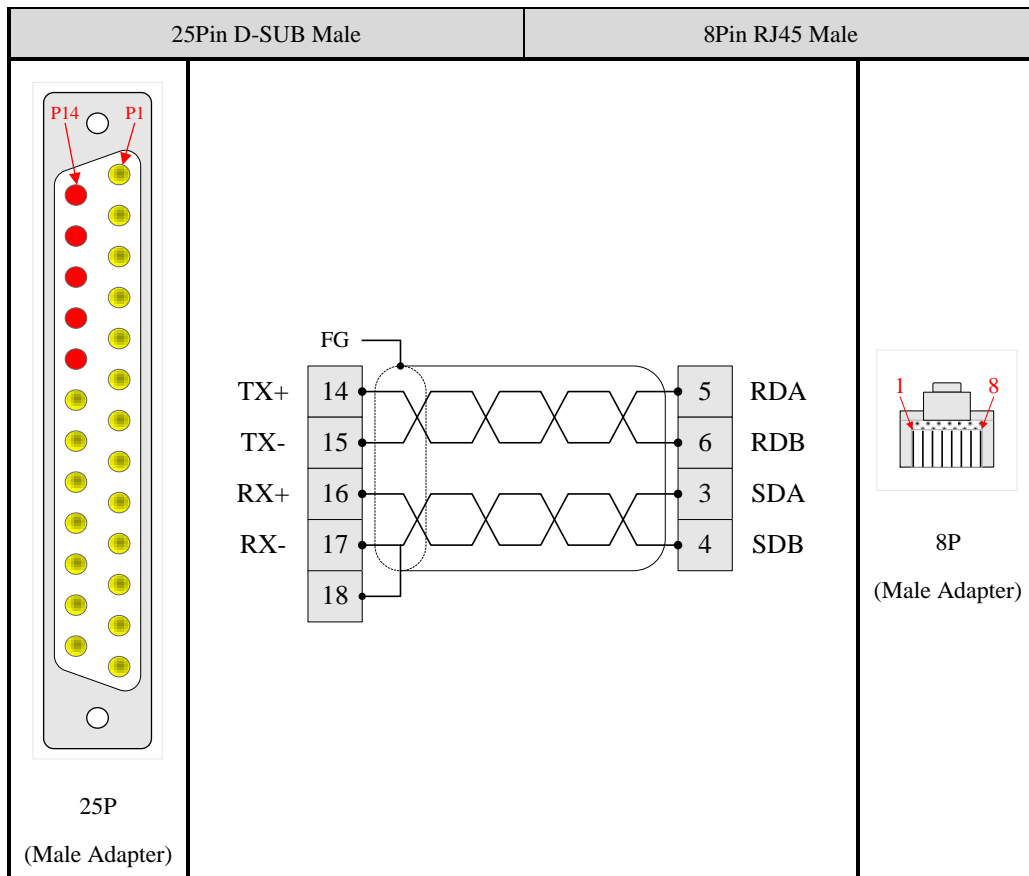 25Pin D-SUB Male
8Pin RJ45 Male
P14 P1
25P
(Male Adapter)
FG
TX+ 14 5 RDA
TX- 15 6 RDB
RX+ 16 3 SDA
RX- 17 4 SDB
18
1 8
8P
(Male Adapter)